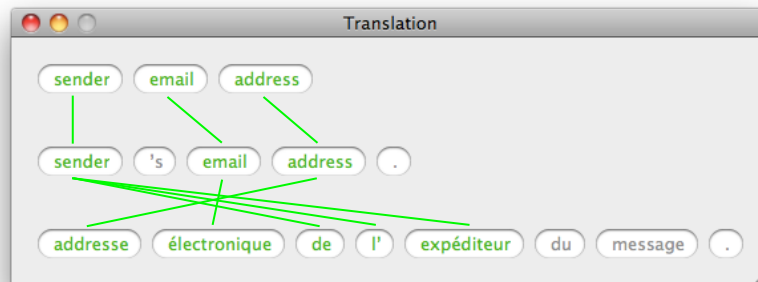 Translation
sender email address
sender 's email address .
addresse électronique de l' expéditeur du message .